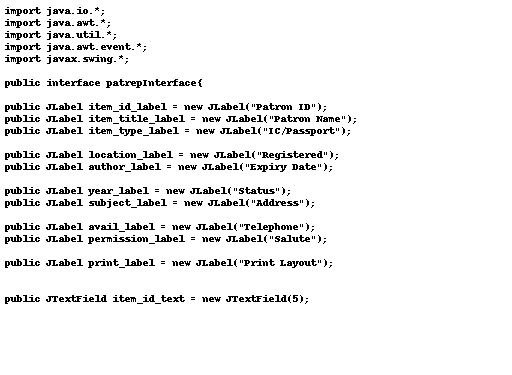 import java.io.*;
import java.awt.*;
import java.util.*;
import java.awt.event.*;
import javax.swing.*;
public interface patrepInterface{
public JLabel item_id_label = new JLabel("Patron ID");
public JLabel item_title_label = new JLabel("Patron Name");
public JLabel item_type_label = new JLabel("IC/Passport");
public JLabel location_label = new JLabel("Registered");
public JLabel author_label = new JLabel("Expiry Date");
public JLabel year_label = new JLabel("Status");
public JLabel subject_label = new JLabel("Address");
public JLabel avail_label = new JLabel("Telephone");
public JLabel permission_label = new JLabel("Salute");
public JLabel print_label = new JLabel("Print Layout");
public JTextField item_id_text = new JTextField(5);